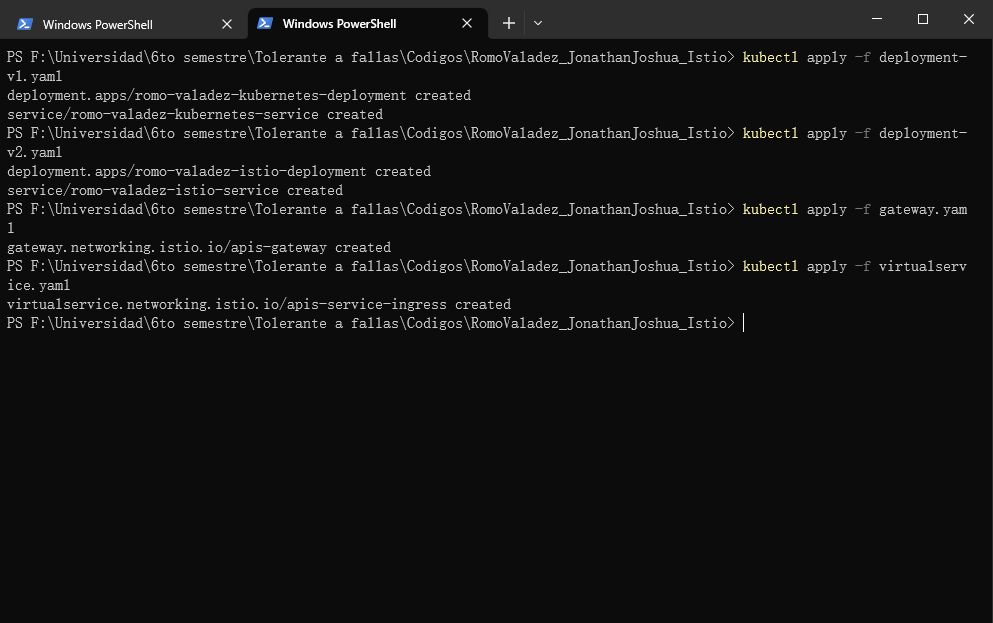 Windows PowerShell
Windows PowerShell
PS F:\Universidad\6to semestre\Tolerante a fallas\Codigos\RomoValadez_JonathanJoshua_Istio> kubectl apply -f deployment-
v1.yaml
deployment.apps/romo-valadez-kubernetes-deployment created
service/romo-valadez-kubernetes-service created
PS F:\Universidad\6to semestre\Tolerante a fallas\Codigos\RomoValadez_JonathanJoshua_Istio> kubectl apply -f deployment-
v2.yaml
deployment.apps/romo-valadez-istio-deployment created
service/romo-valadez-istio-service created
PS F:\Universidad\6to semestre\Tolerante a fallas\Codigos\RomoValadez_JonathanJoshua_Istio> kubectl apply -f gateway.yam
l
gateway.networking.istio.io/apis-gateway created
PS F:\Universidad\6to semestre\Tolerante a fallas\Codigos\RomoValadez_JonathanJoshua_Istio> kubectl apply -f virtualserv
ice.yaml
virtualservice.networking.istio.io/apis-service-ingress created
PS F:\Universidad\6to semestre\Tolerante a fallas\Codigos\RomoValadez_JonathanJoshua_Istio>